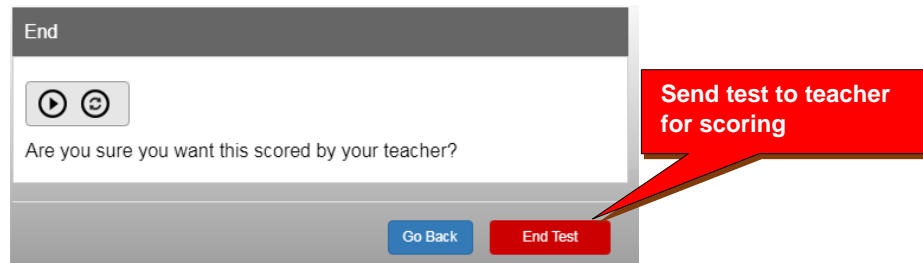 End
Are you sure you want this scored by your teacher?
Send test to teacher
for scoring
Go Back
End Test